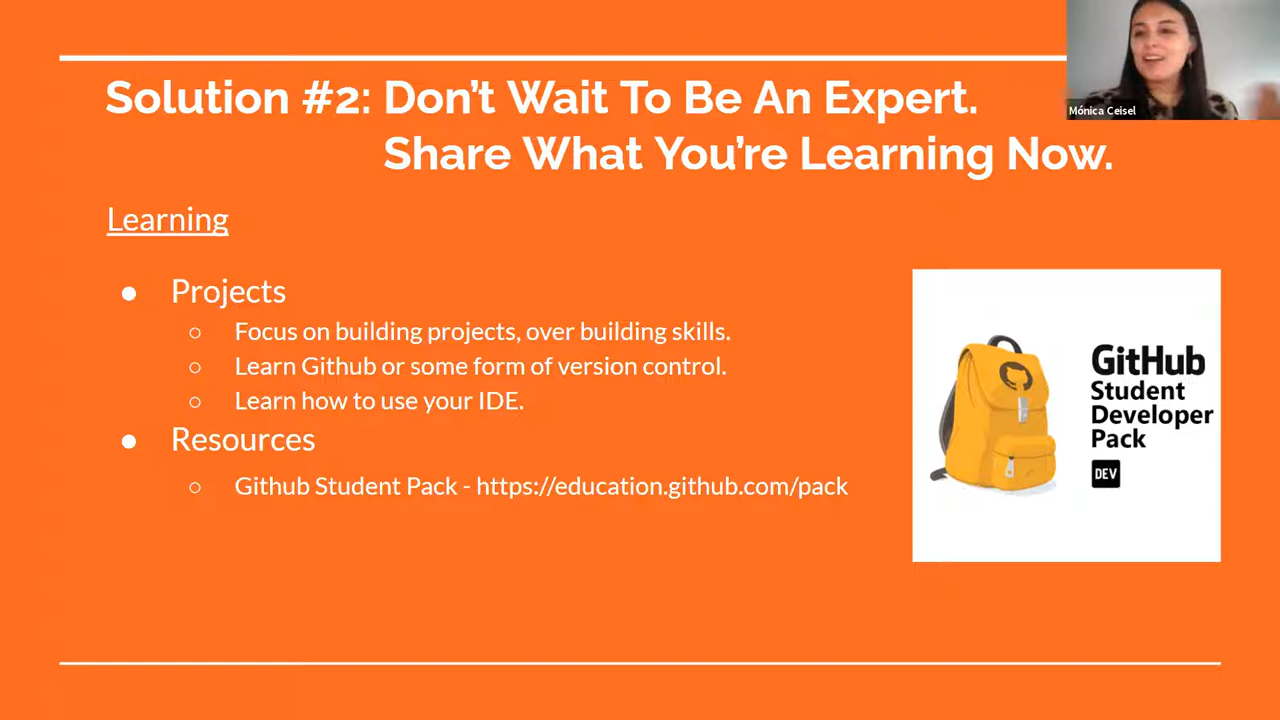 Solution #2: Don't Wait To Be An Expert.
Share What You're Learning Now.
Mónica Ceisel
Learning
● Projects
○ Focus on building projects, over building skills.
○ Learn Github or some form of version control.
○ Learn how to use your IDE.
● Resources
○ Github Student Pack - https://education.github.com/pack
GitHub
Student
Developer
Pack
DEV